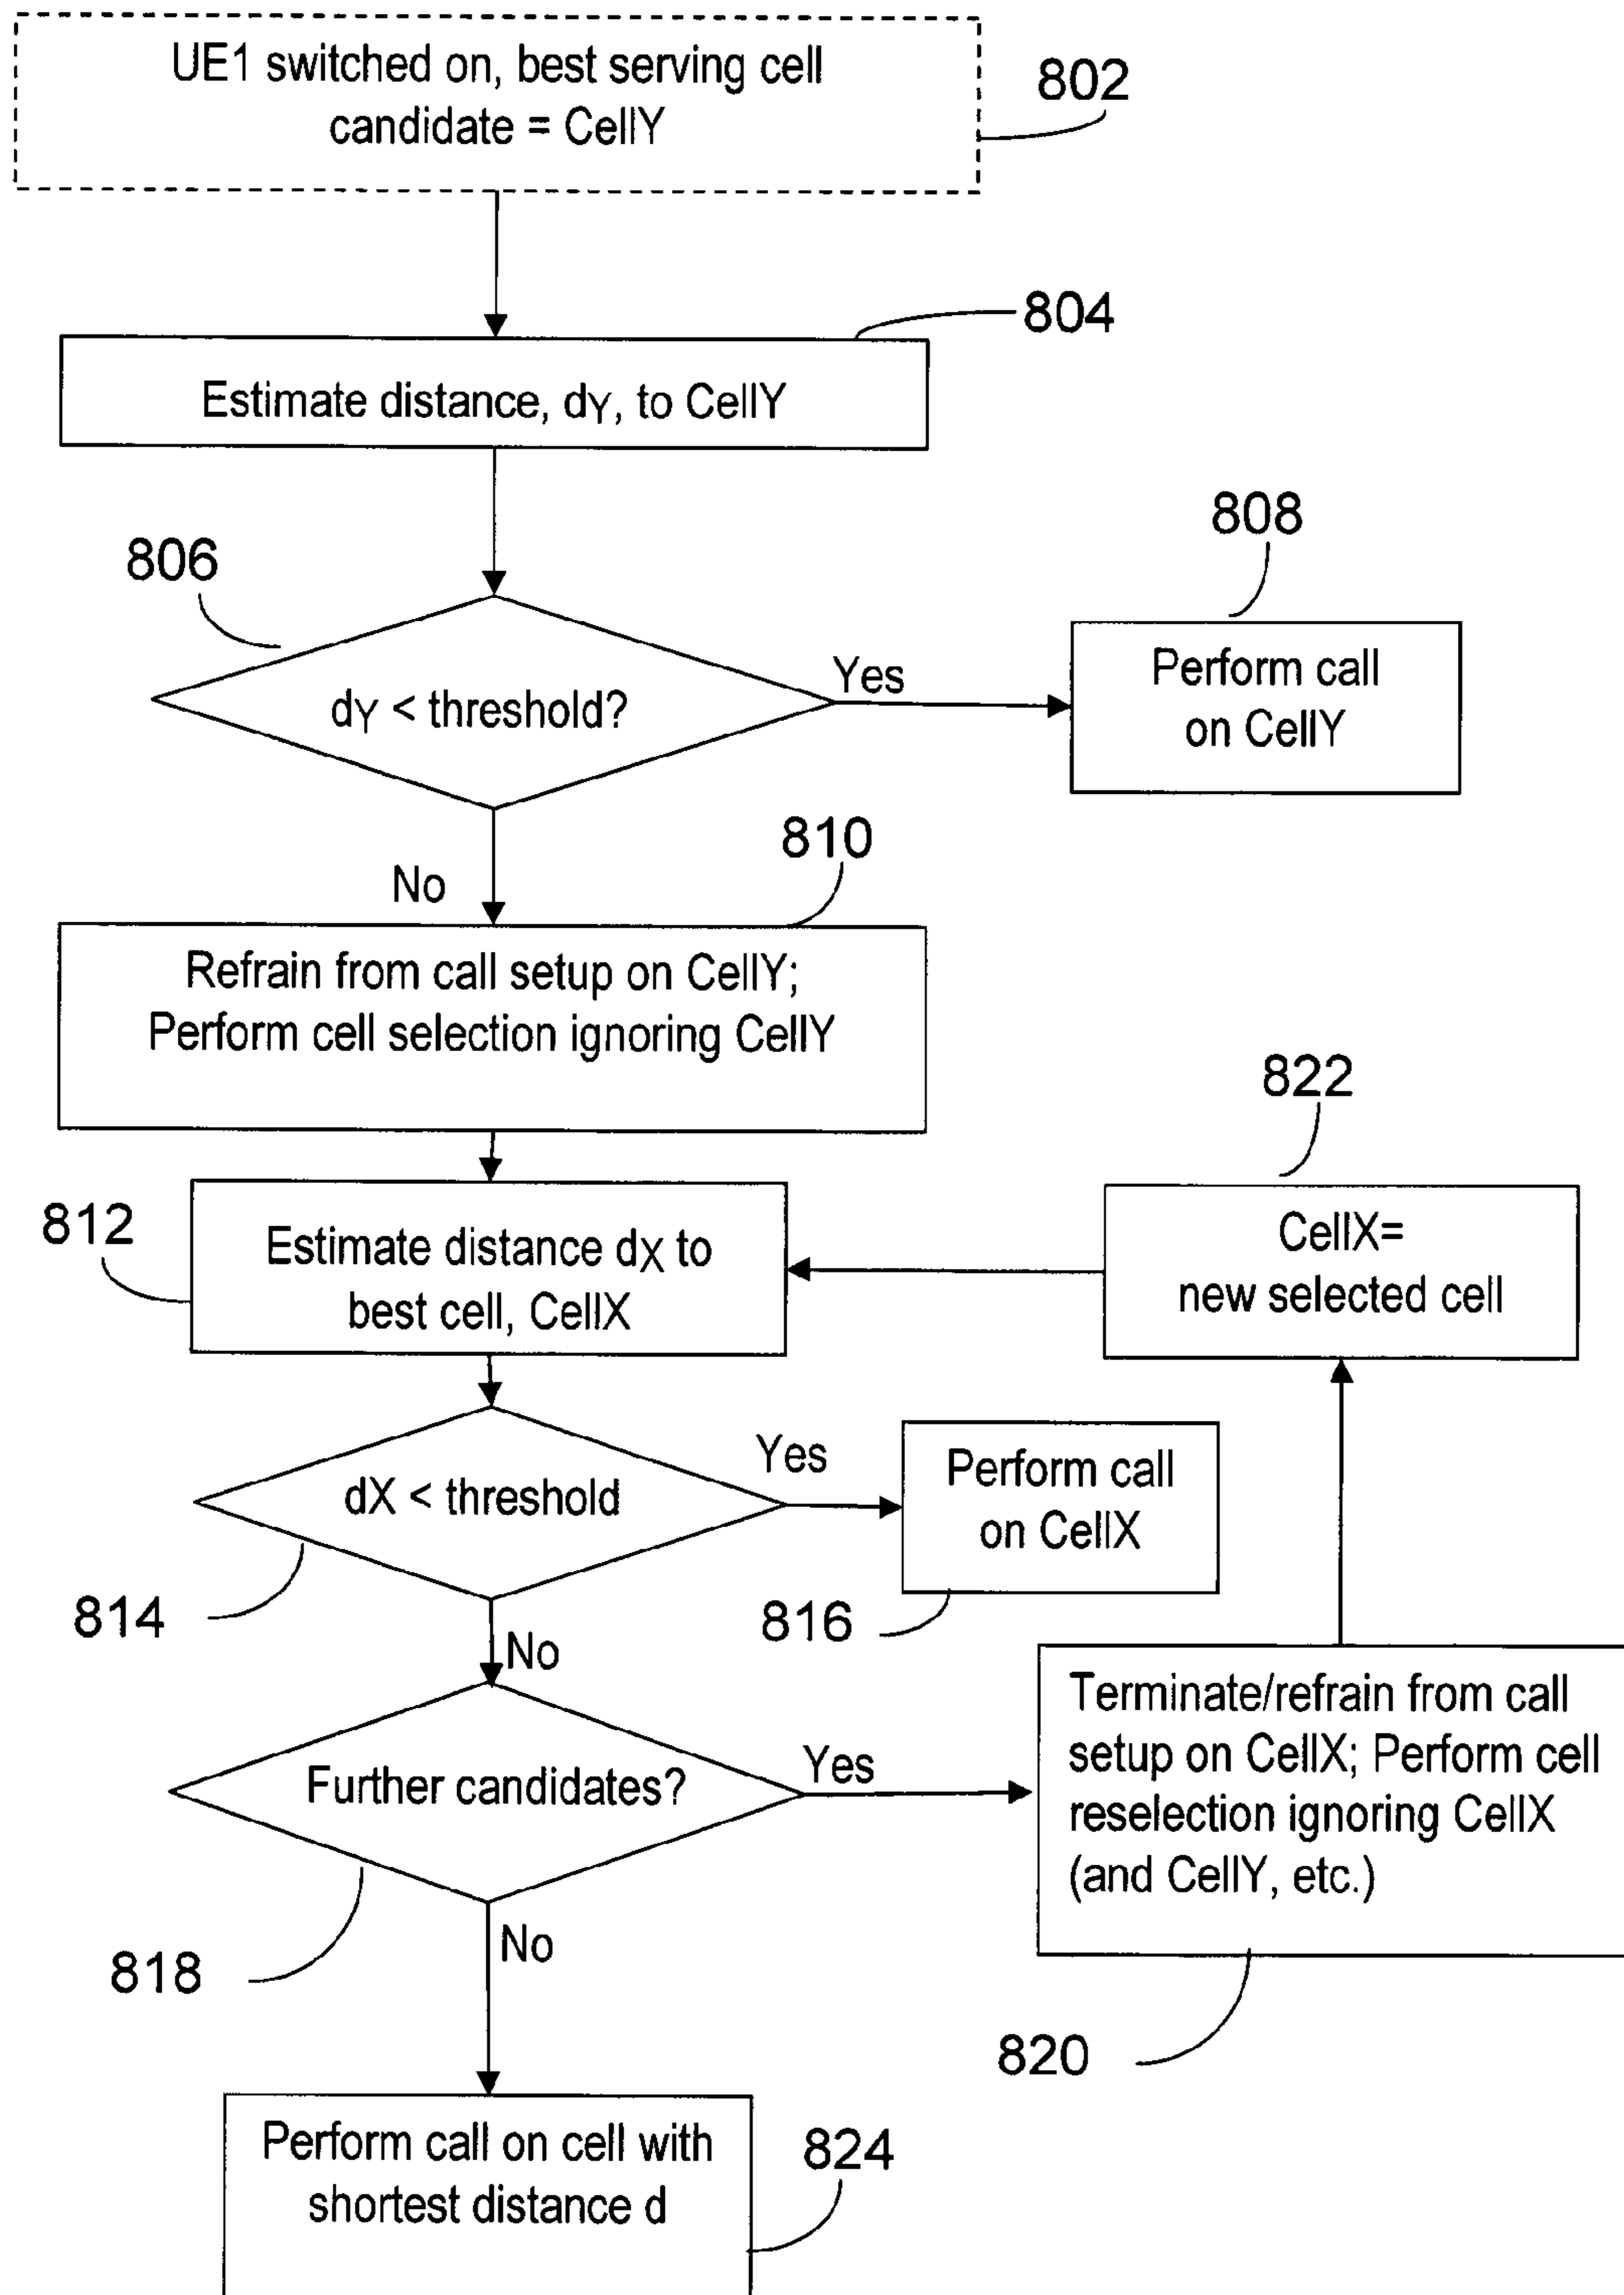 UE1 switched on, best serving cell
candidate = CellY
802
804
Estimate distance, dY, to CellY
806
dY < threshold?
Yes
808
Perform call
on CellY
No
810
Refrain from call setup on CellY;
Perform cell selection ignoring CellY
812
Estimate distance dX to
best cell, CellX
822
CellX=
new selected cell
814
dX < threshold
Yes
816
Perform call
on CellX
No
818
Further candidates?
Yes
820
Terminate/refrain from call
setup on CellX; Perform cell
reselection ignoring CellX
(and CellY, etc.)
No
Perform call on cell with
shortest distance d
824